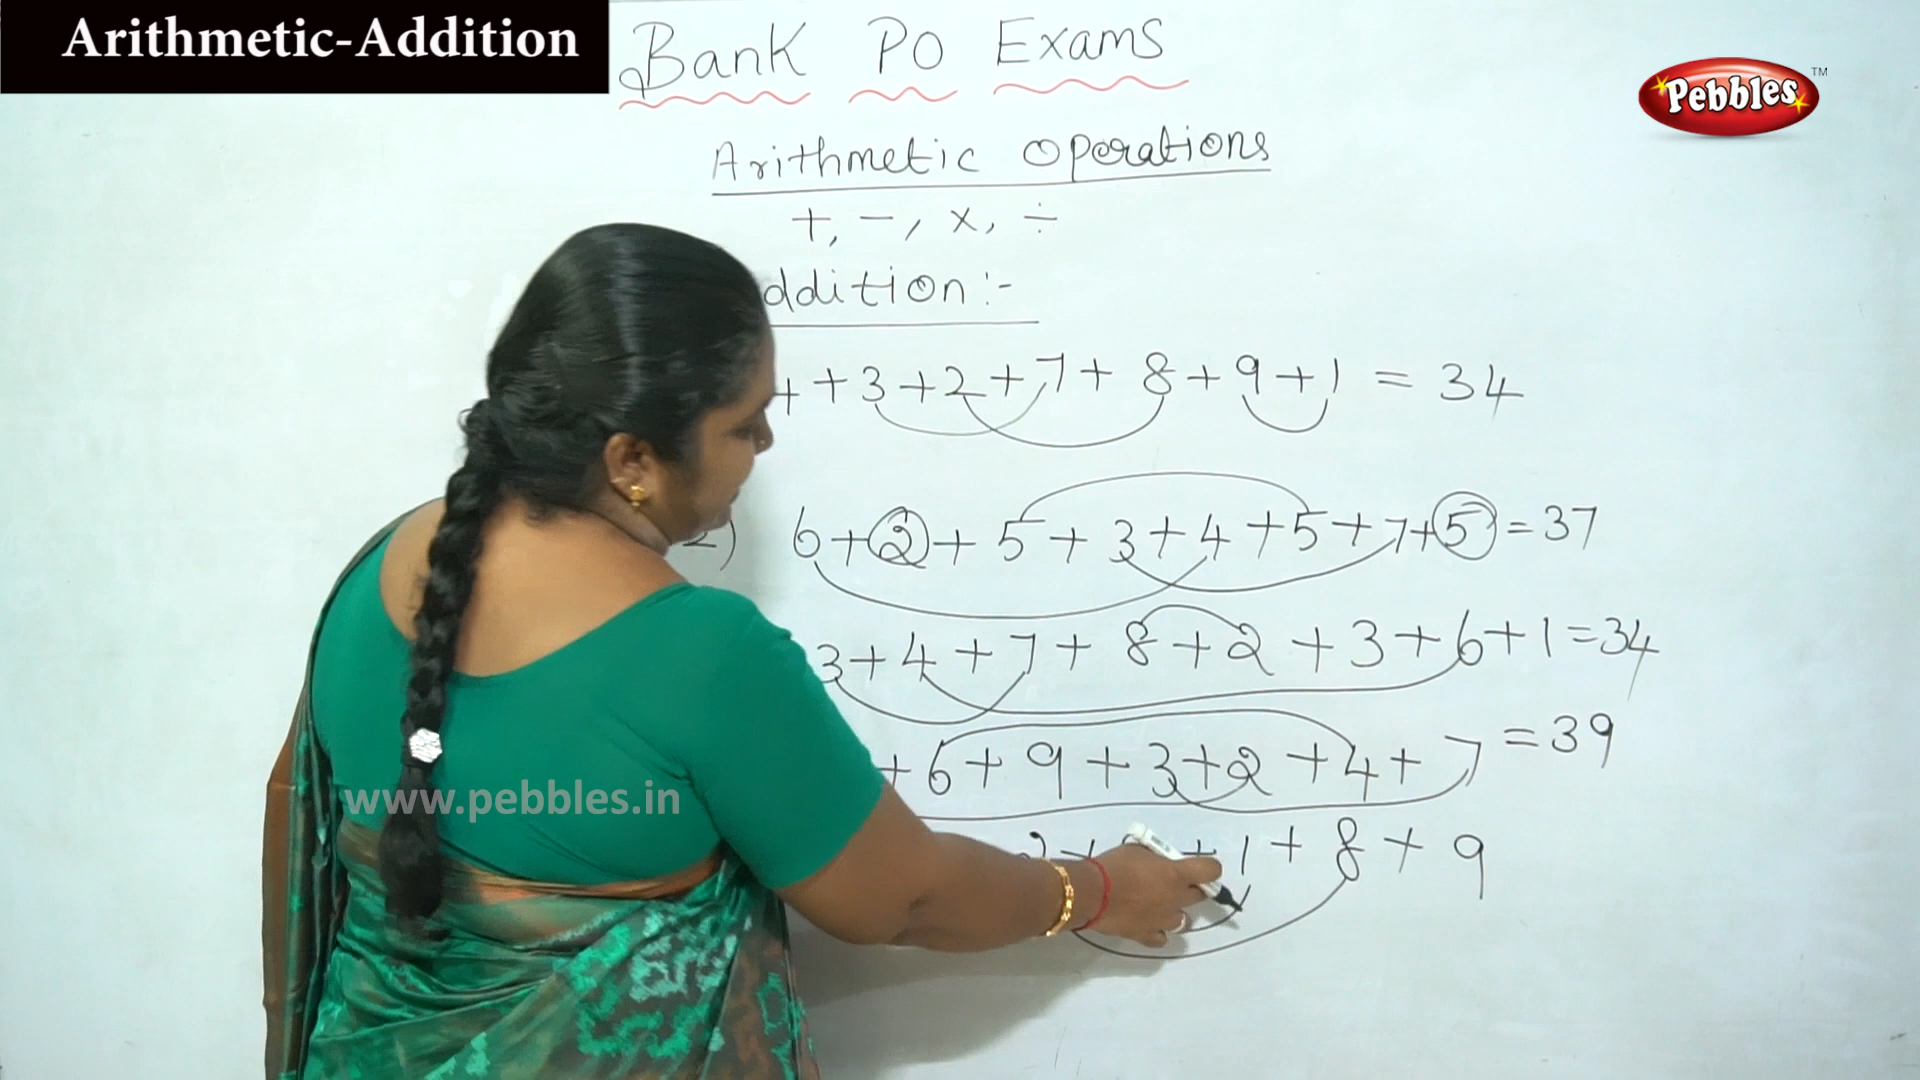 Arithmetic-Addition
Bank PO Exams
Pebbles™
Arithmetic Operations
+, -, x, ÷
ddition:-
+ 3 + 2 + 7 + 8 + 9 + 1 = 34
2) 6 + 2 + 5 + 3 + 4 + 5 + 7 + 5 = 37
3 + 4 + 7 + 8 + 2 + 3 + 6 + 1 = 34
+ 6 + 9 + 3 + 2 + 4 + 7 = 39
www.pebbles.in
+ 1 + 8 + 9